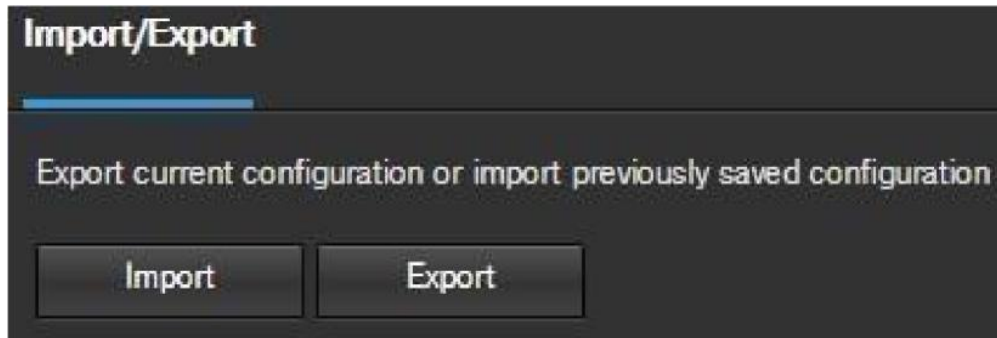 Import/Export
Export current configuration or import previously saved configuration
Import Export